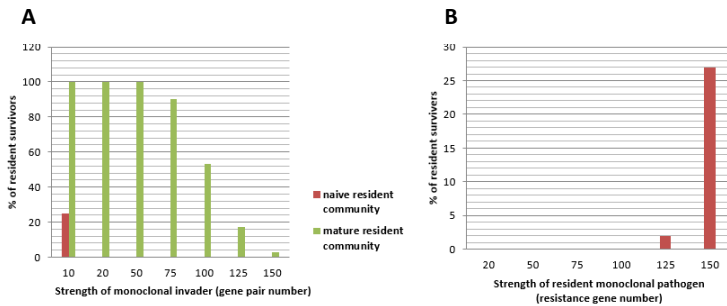 A
120
100
80
60
40
20
0
% of resident survivors
10 20 50 75 100 125 150
Strength of monoclonal invader (gene pair number)
naive resident
community
mature resident
community
B
30
25
20
15
10
5
0
% of resident survivers
20 50 75 100 125 150
Strength of resident monoclonal pathogen
(resistance gene number)